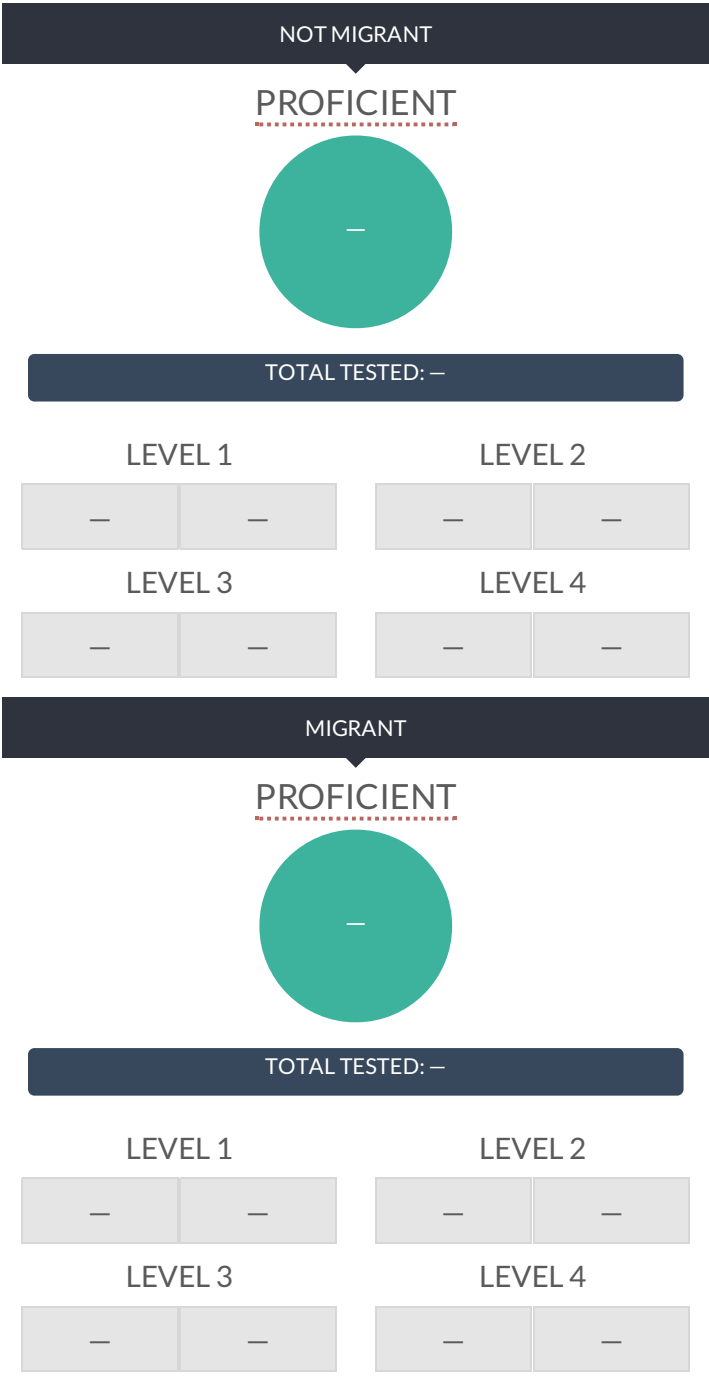 NOT MIGRANT
PROFICIENT
—
TOTAL TESTED: —
LEVEL 1 LEVEL 2
— — — —
LEVEL 3 LEVEL 4
— — — —
MIGRANT
PROFICIENT
—
TOTAL TESTED: —
LEVEL 1 LEVEL 2
— — — —
LEVEL 3 LEVEL 4
— — — —